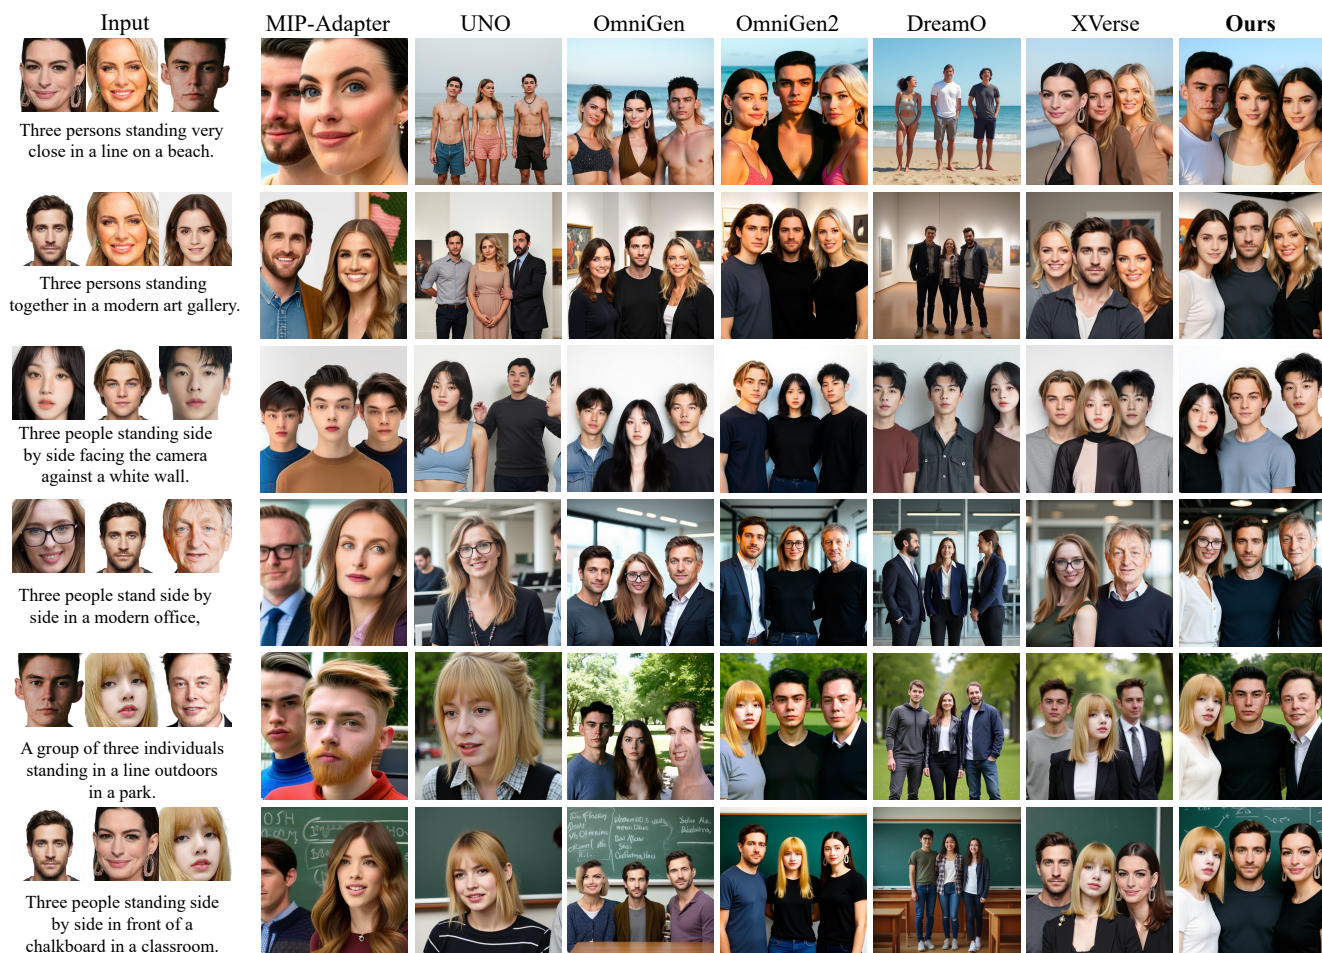 Input MIP-Adapter UNO OmniGen OmniGen2 DreamO XVerse Ours
Three persons standing very
close in a line on a beach.
Three persons standing
together in a modern art gallery.
Three people standing side
by side facing the camera
against a white wall.
Three people stand side by
side in a modern office,
A group of three individuals
standing in a line outdoors
in a park.
Three people standing side
by side in front of a
chalkboard in a classroom.